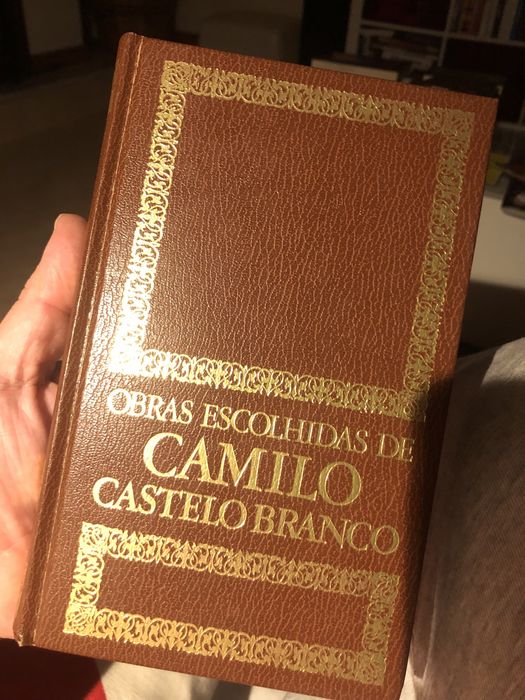 OBRAS ESCOLHIDAS DE
CAMILO
CASTELO BRANCO